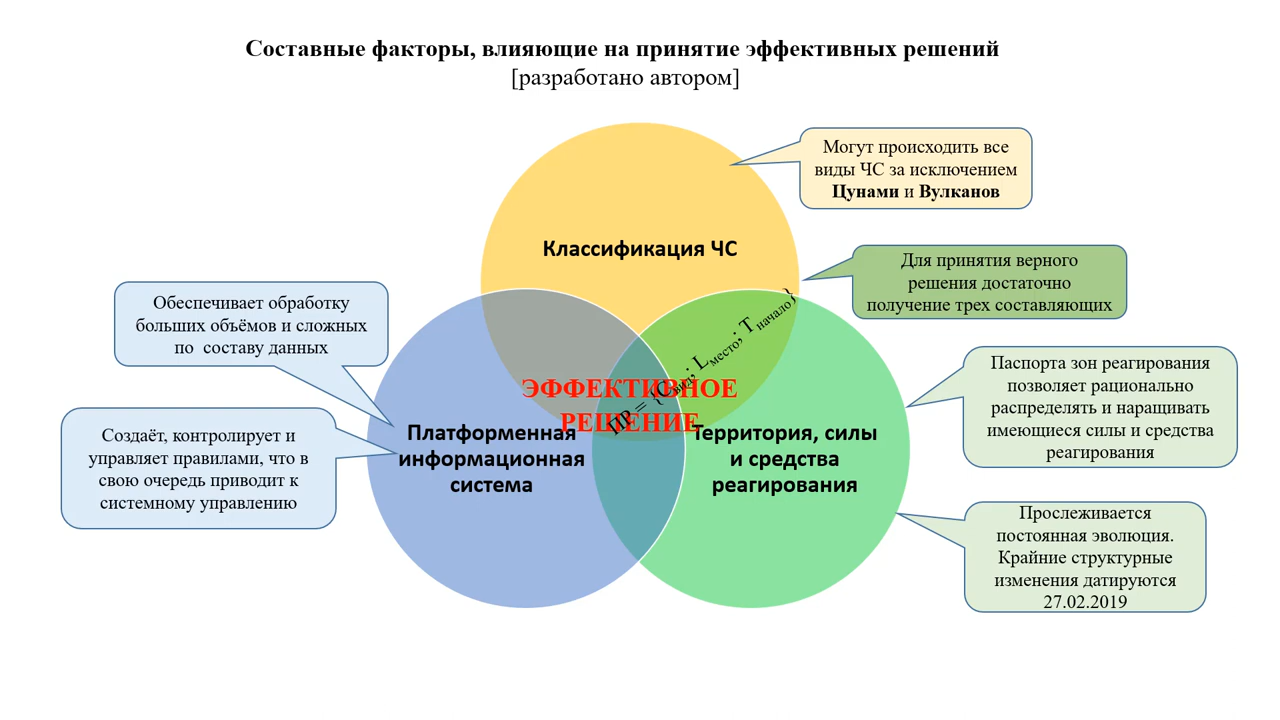 Составные факторы, влияющие на принятие эффективных решений
[разработано автором]
Могут происходить все
виды ЧС за исключением
Цунами и Вулканов
Классификация ЧС
Для принятия верного
решения достаточно
получение трех составляющих
Обеспечивает обработку
больших объёмов и сложных
по составу данных
ПР = {Свид; Lместо; Тначало}
Паспорта зон реагирования
позволяет рационально
распределять и наращивать
имеющиеся силы и средства
реагирования
ЭФФЕКТИВНОЕ
РЕШЕНИЕ
Создаёт, контролирует и
управляет правилами, что в
свою очередь приводит к
системному управлению
Платформенная
информационная
система
Территория, силы
и средства
реагирования
Прослеживается
постоянная эволюция.
Крайние структурные
изменения датируются
27.02.2019